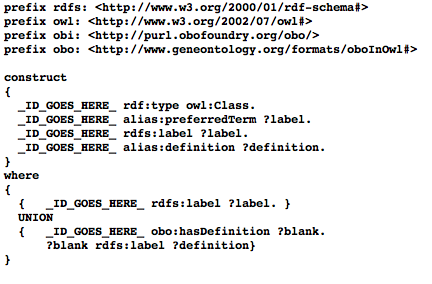 prefix rdfs: <http://www.w3.org/2000/01/rdf-schema#>
prefix owl: <http://www.w3.org/2002/07/owl#>
prefix obi: <http://purl.obofoundry.org/obo/>
prefix obo: <http://www.geneontology.org/formats/oboInOwl#>
construct
{
_ID_GOES_HERE_ rdf:type owl:Class.
_ID_GOES_HERE_ alias:preferredTerm ?label.
_ID_GOES_HERE_ rdfs:label ?label.
_ID_GOES_HERE_ alias:definition ?definition.
}
where
{
{ _ID_GOES_HERE_ rdfs:label ?label. }
UNION
{ _ID_GOES_HERE_ obo:hasDefinition ?blank.
?blank rdfs:label ?definition}
}